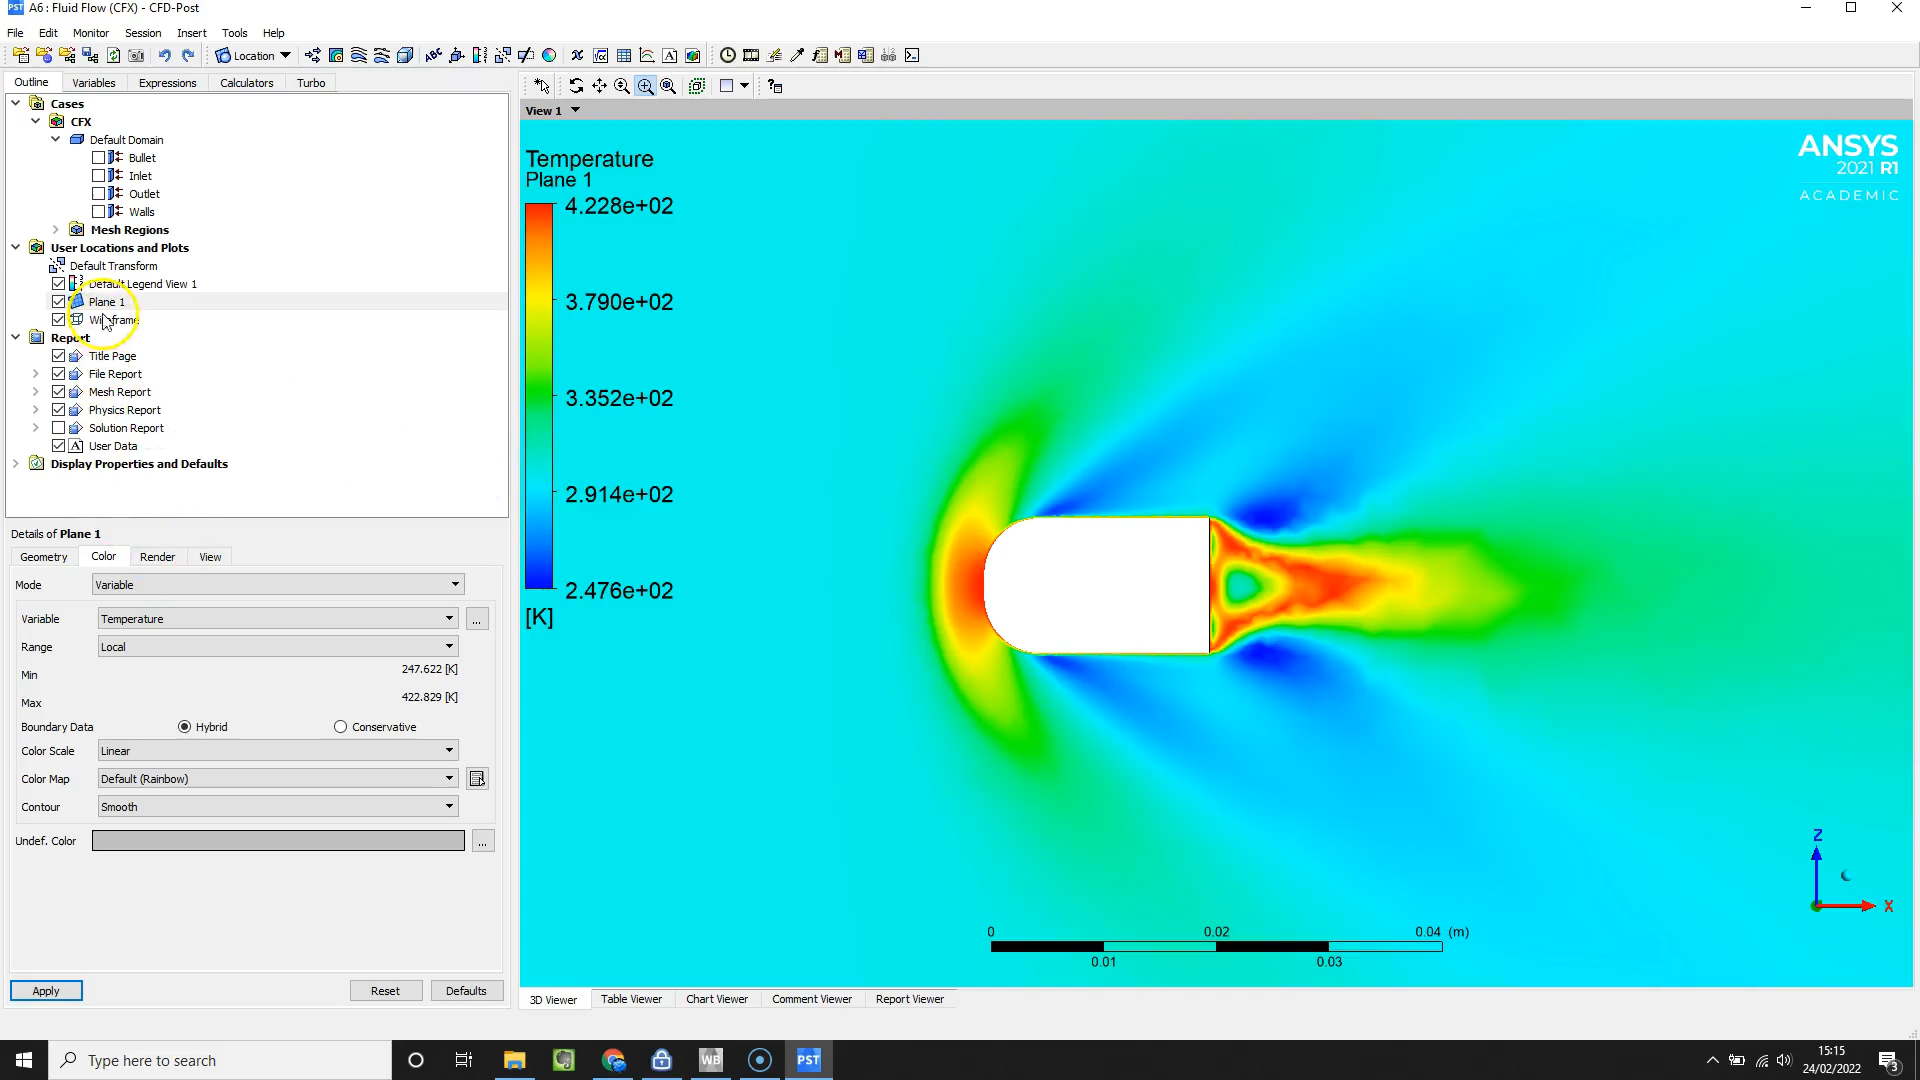 PST A6 : Fluid Flow (CFX) - CFD-Post
File Edit Monitor Session Insert Tools Help
Location
Outline Variables Expressions Calculators Turbo
Cases
CFX
Default Domain
Bullet
Inlet
Outlet
Walls
Mesh Regions
User Locations and Plots
Default Transform
Default Legend View 1
Plane 1
Wireframe
Report
Title Page
File Report
Mesh Report
Physics Report
Solution Report
User Data
Display Properties and Defaults
Details of Plane 1
Geometry Color Render View
Mode Variable
Variable Temperature ...
Range Local
Min 247.622 [K]
Max 422.829 [K]
Boundary Data Hybrid Conservative
Color Scale Linear
Color Map Default (Rainbow)
Contour Smooth
Undef. Color ...
Apply Reset Defaults
View 1
Temperature
Plane 1
4.228e+02
3.790e+02
3.352e+02
2.914e+02
2.476e+02
[K]
ANSYS
2021 R1
ACADEMIC
Z
X
0 0.02 0.04 (m)
0.01 0.03
3D Viewer Table Viewer Chart Viewer Comment Viewer Report Viewer
Type here to search
WB
PST
15:15
24/02/2022
3